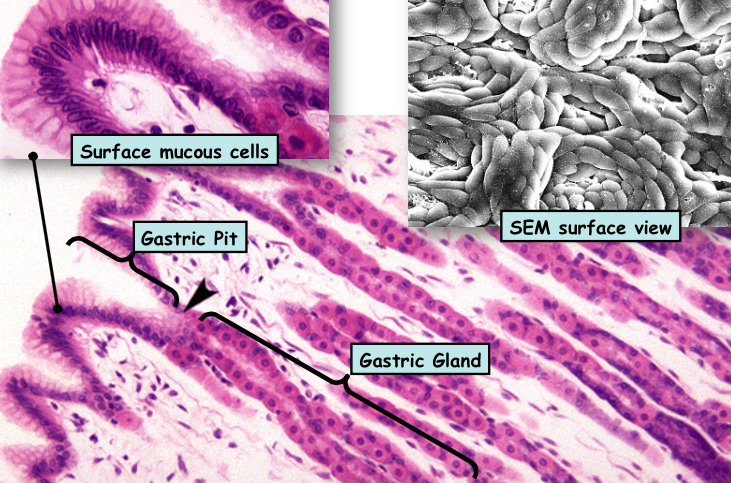 Surface mucous cells
SEM surface view
Gastric Pit
Gastric Gland